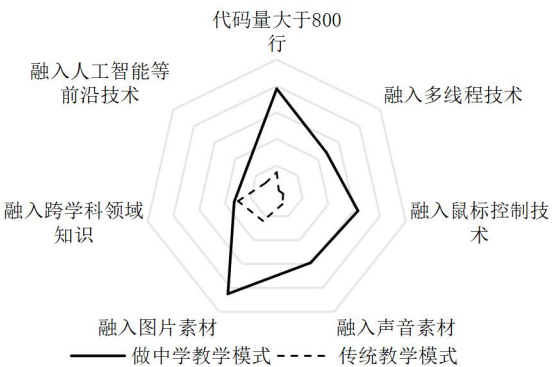 代码量大于800
行
融入人工智能等
前沿技术
融入多线程技术
融入跨学科领域
知识
融入鼠标控制技
术
融入图片素材
融入声音素材
做中学教学模式
传统教学模式